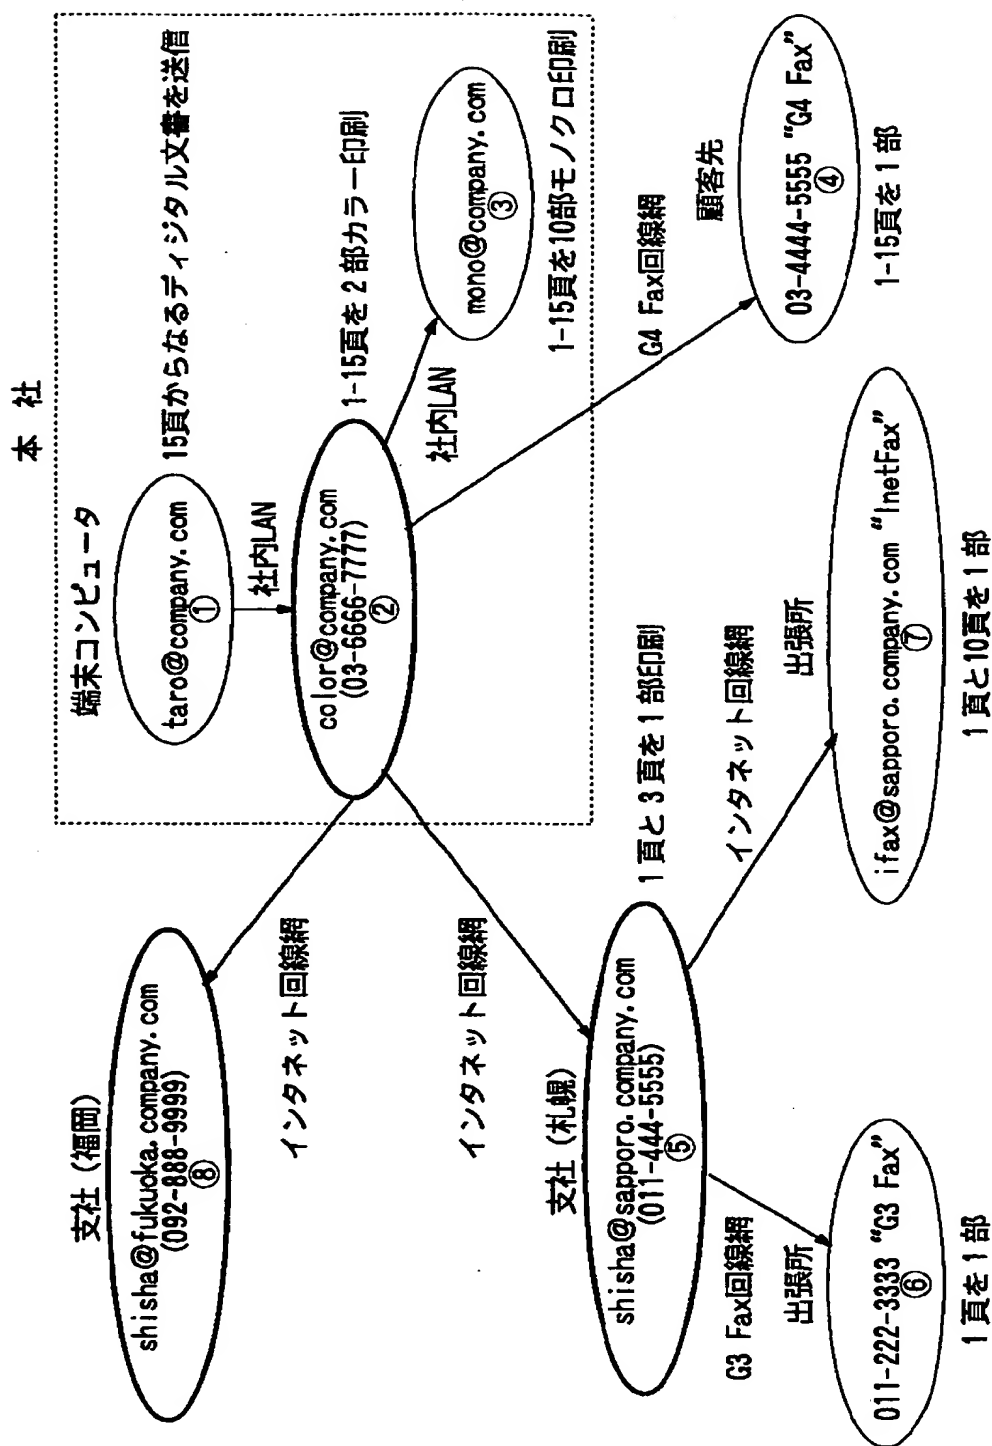 本 社
端末コンピュータ
taro@company.com
①
15頁からなるディジタル文書を送信
社内LAN
color@company.com
(03-6666-7777)
②
1-15頁を2部カラー印刷
社内LAN
mono@company.com
③
1-15頁を10部モノクロ印刷
G4 Fax回線網
顧客先
03-4444-5555 "G4 Fax"
④
1-15頁を1部
支社(福岡)
shisha@fukuoka.company.com
(092-888-9999)
⑧
インタネット回線網
インタネット回線網
支社(札幌)
shisha@sapporo.company.com
(011-444-5555)
⑤
1頁と3頁を1部印刷
インタネット回線網
出張所
ifax@sapporo.company.com "InetFax"
⑦
1頁と10頁を1部
G3 Fax回線網
出張所
011-222-3333 "G3 Fax"
⑥
1頁を1部